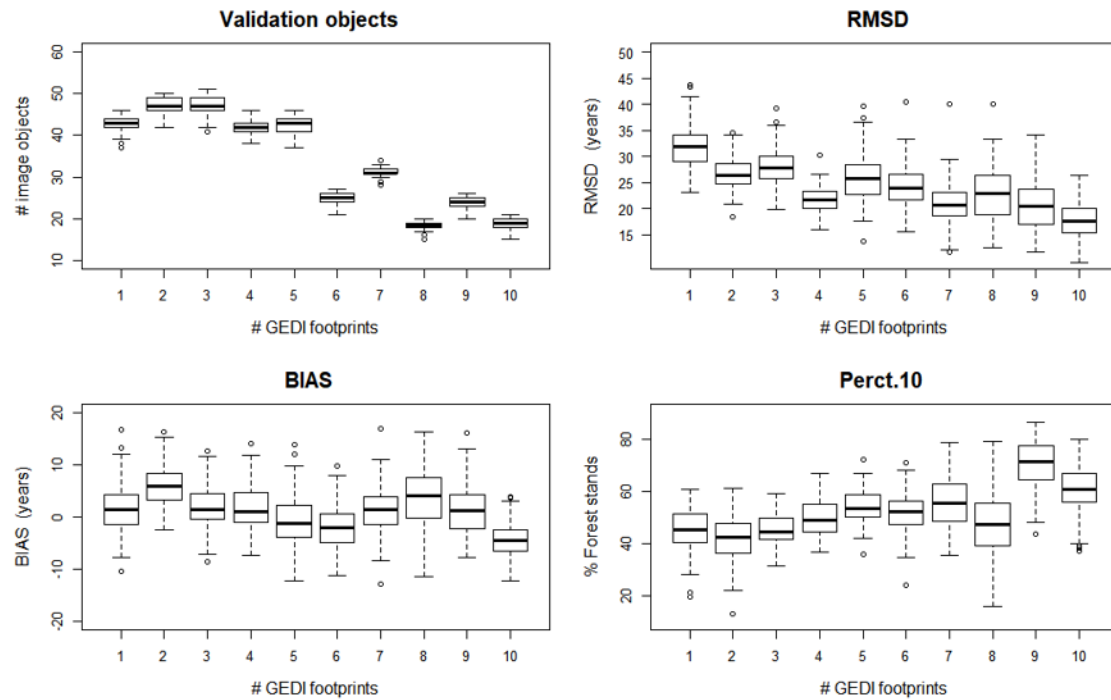 Validation objects
# image objects
60
50
40
30
20
10
1 2 3 4 5 6 7 8 9 10
# GEDI footprints
RMSD
RMSD (years)
50
45
40
35
30
25
20
15
1 2 3 4 5 6 7 8 9 10
# GEDI footprints
BIAS
BIAS (years)
20
10
0
-10
-20
1 2 3 4 5 6 7 8 9 10
# GEDI footprints
Perct.10
% Forest stands
80
60
40
20
1 2 3 4 5 6 7 8 9 10
# GEDI footprints